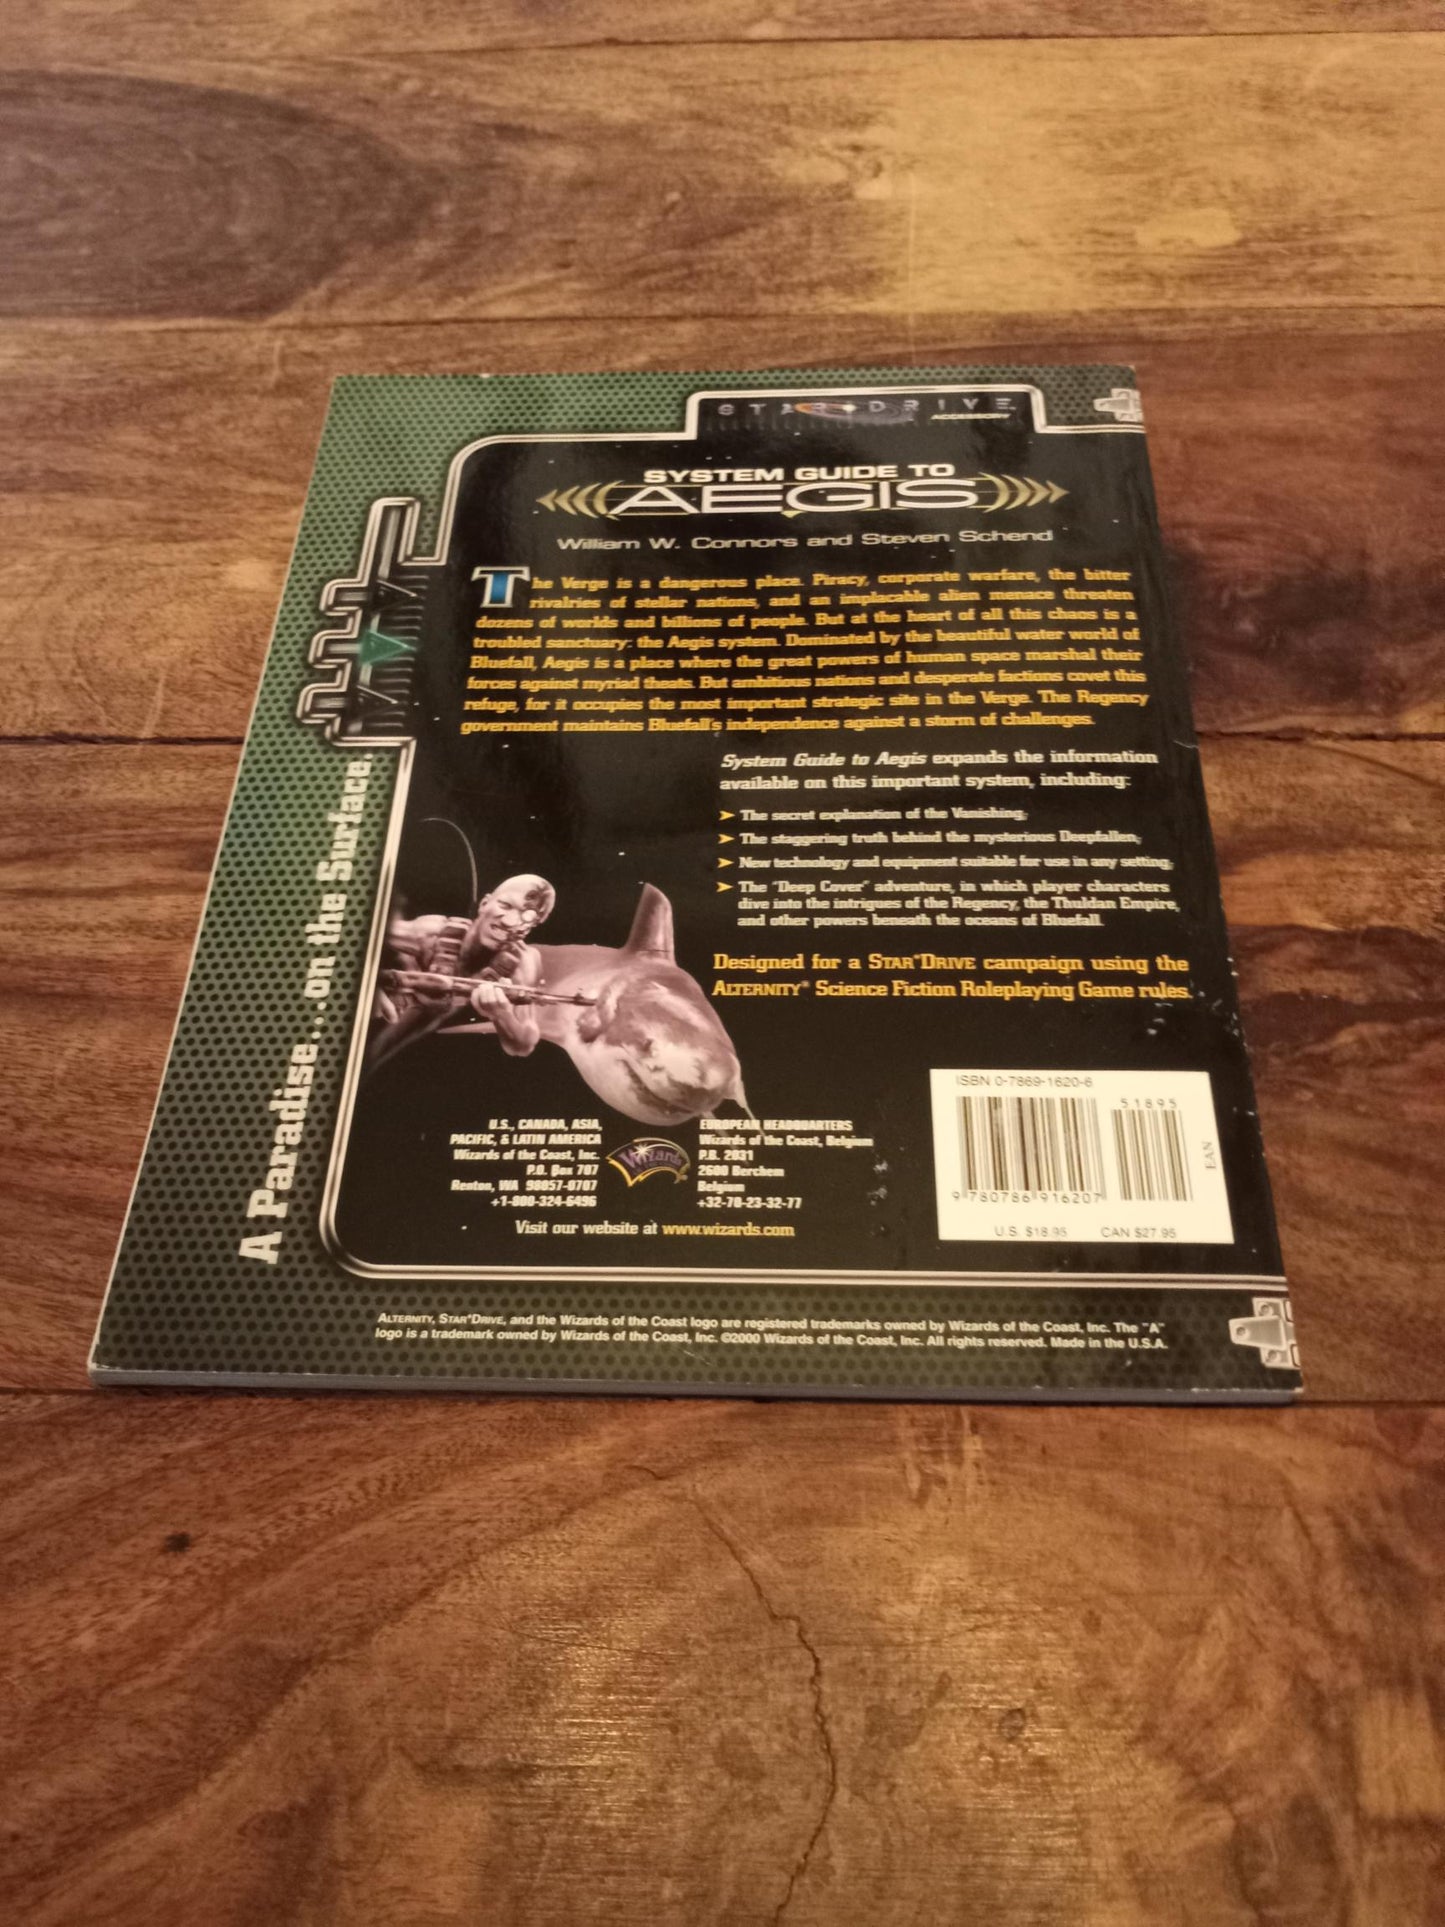 STAR DRIVE
ACCESSORY
SYSTEM GUIDE TO
AEGIS
William W. Connors and Steven Schend
The Verge is a dangerous place. Piracy, corporate warfare, the bitter
rivalries of stellar nations, and an implacable alien menace threaten
dozens of worlds and billions of people. But at the heart of all this chaos is a
troubled sanctuary: the Aegis system. Dominated by the beautiful water world of
Bluefall, Aegis is a place where the great powers of human space marshal their
forces against myriad theats. But ambitious nations and desperate factions covet this
refuge, for it occupies the most important strategic site in the Verge. The Regency
government maintains Bluefall's independence against a storm of challenges.
System Guide to Aegis expands the information
available on this important system, including:
➤ The secret explanation of the Vanishing;
➤ The staggering truth behind the mysterious Deepfallen;
➤ New technology and equipment suitable for use in any setting;
➤ The "Deep Cover" adventure, in which player characters
dive into the intrigues of the Regency, the Thuldan Empire,
and other powers beneath the oceans of Bluefall.
Designed for a STAR*DRIVE campaign using the
ALTERNITY® Science Fiction Roleplaying Game rules.
A Paradise...on the Surface.
U.S., CANADA, ASIA,
PACIFIC, & LATIN AMERICA
Wizards of the Coast, Inc.
P.O. Box 707
Renton, WA 98057-0707
+1-800-324-6496
Wizards
EUROPEAN HEADQUARTERS
Wizards of the Coast, Belgium
P.B. 2031
2600 Berchem
Belgium
+32-70-23-32-77
Visit our website at www.wizards.com
ISBN 0-7869-1620-6
51895
9 780786 916207
EAN
U.S. $18.95 CAN $27.95
ALTERNITY, STAR*DRIVE, and the Wizards of the Coast logo are registered trademarks owned by Wizards of the Coast, Inc. The "A"
logo is a trademark owned by Wizards of the Coast, Inc. ©2000 Wizards of the Coast, Inc. All rights reserved. Made in the U.S.A.